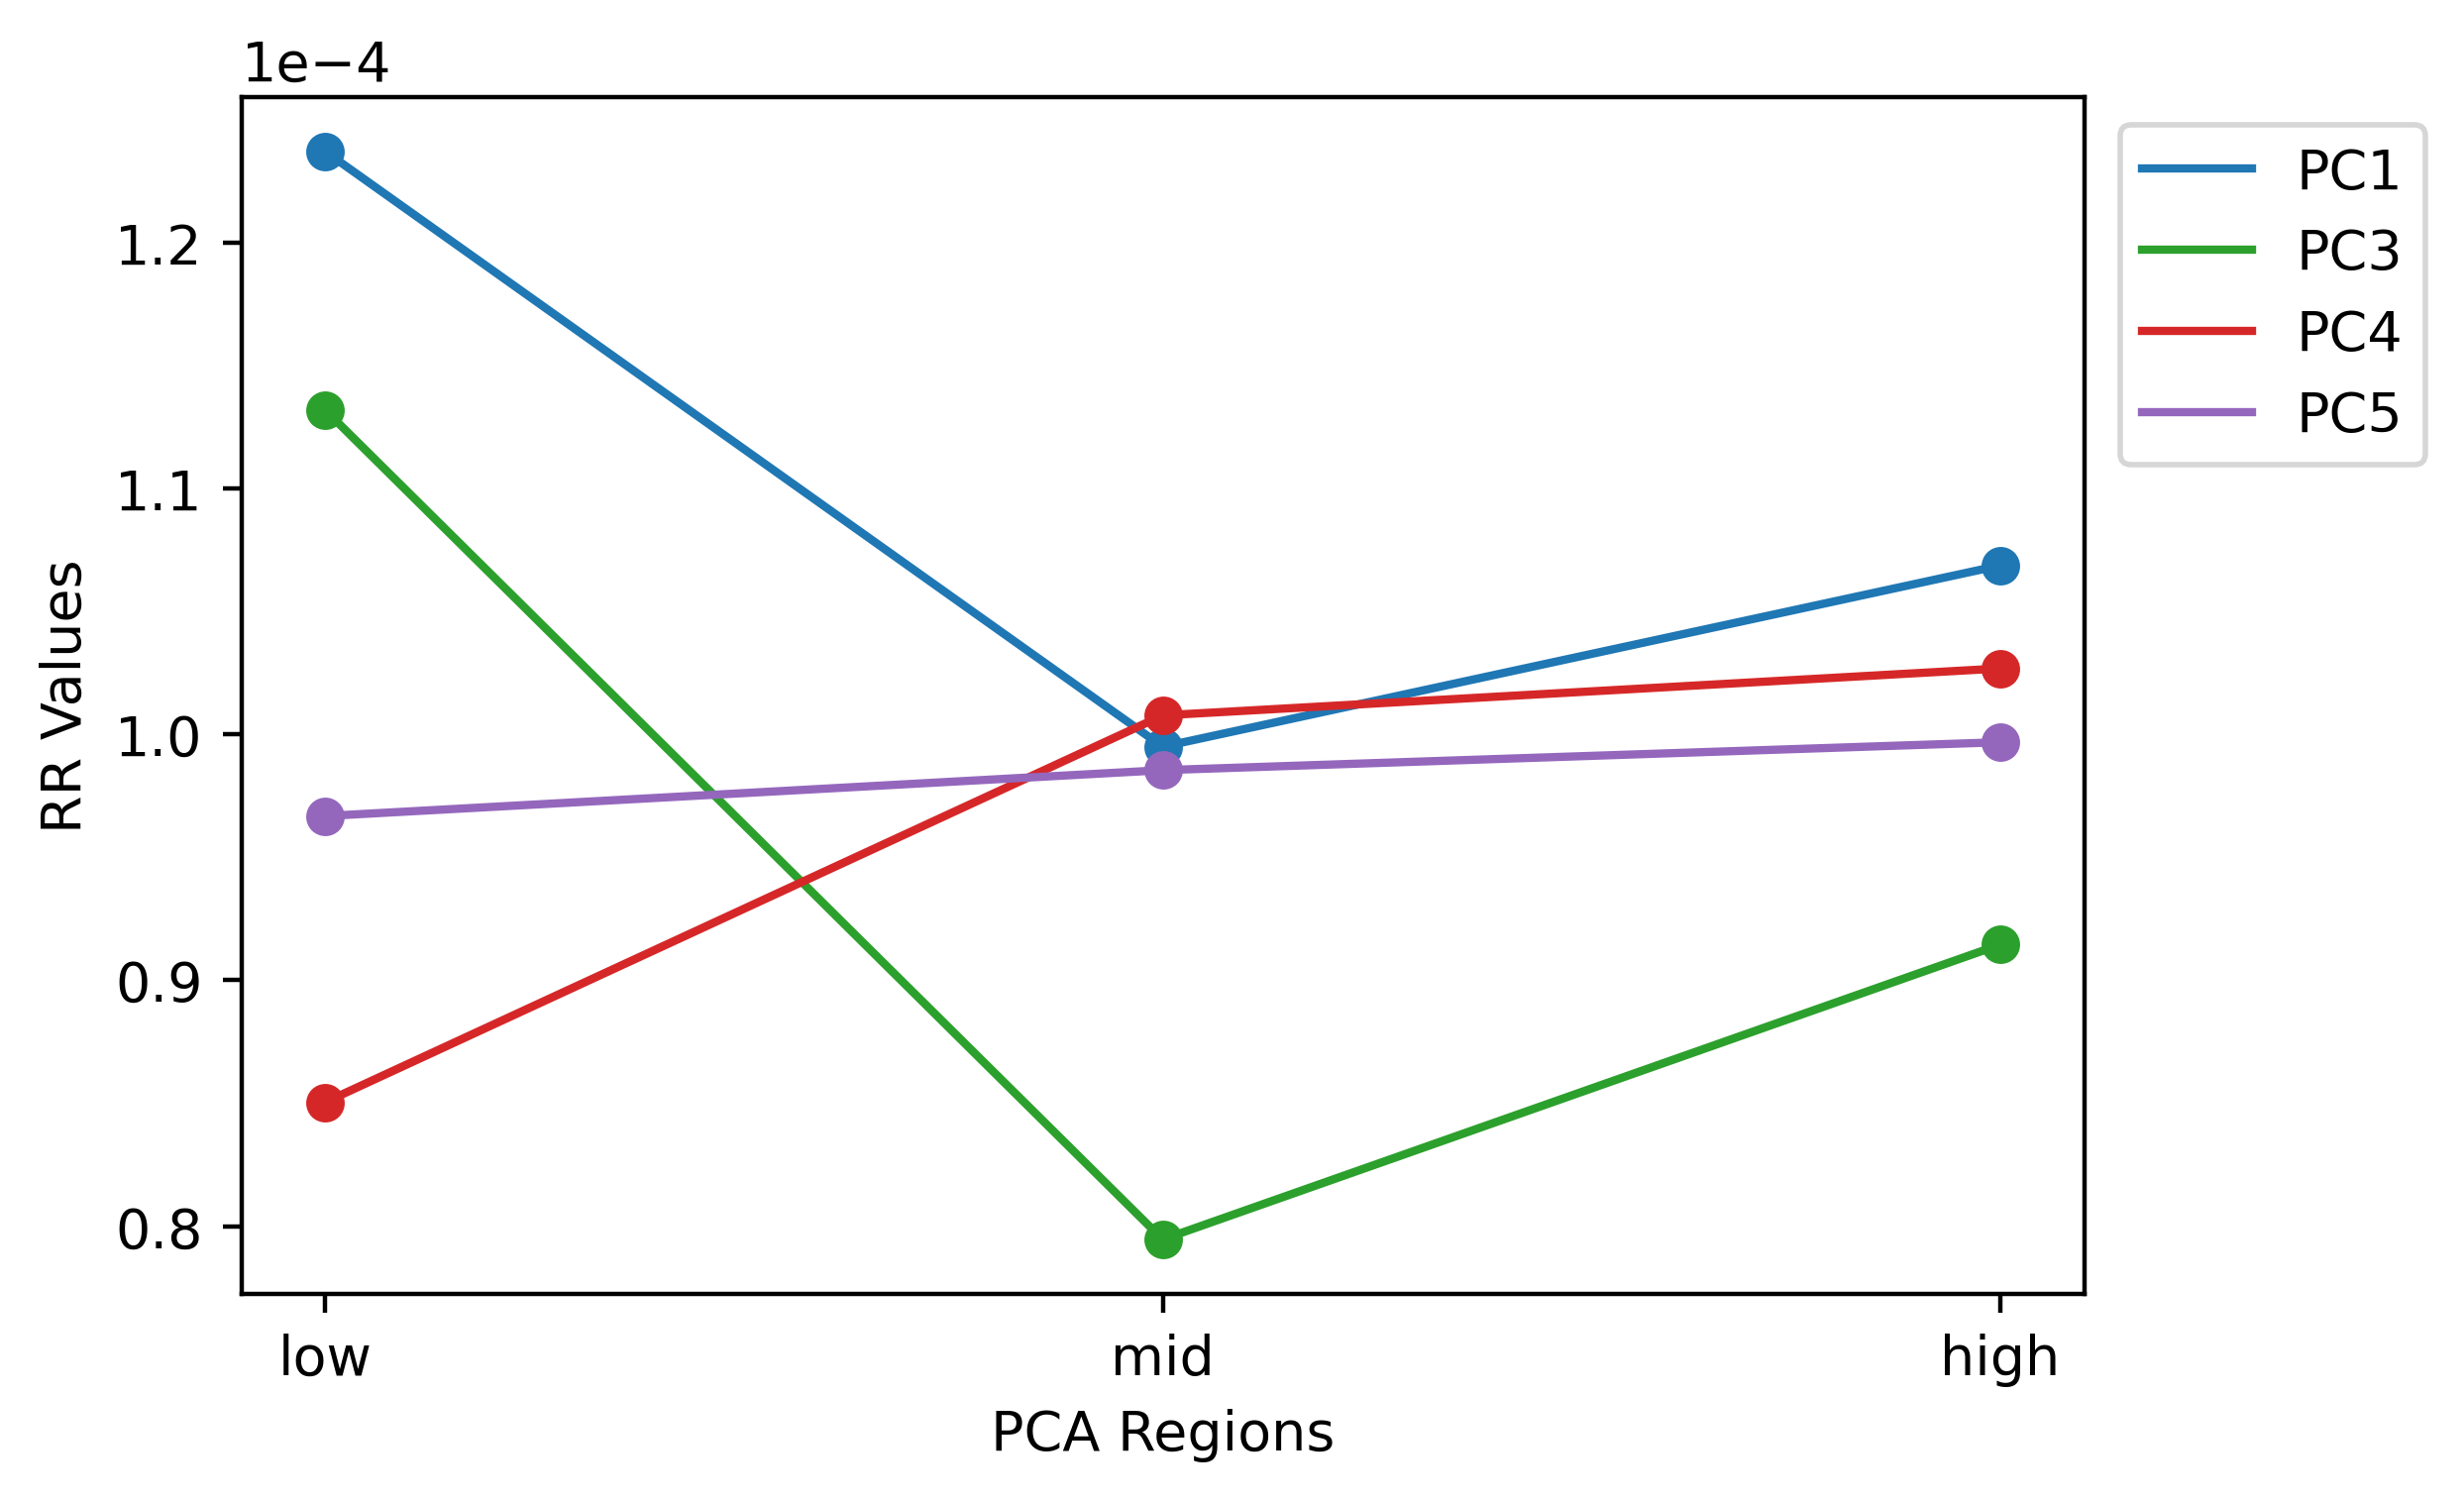 1e−4
1.2
1.1
1.0
0.9
0.8
RR Values
low
mid
high
PCA Regions
PC1
PC3
PC4
PC5